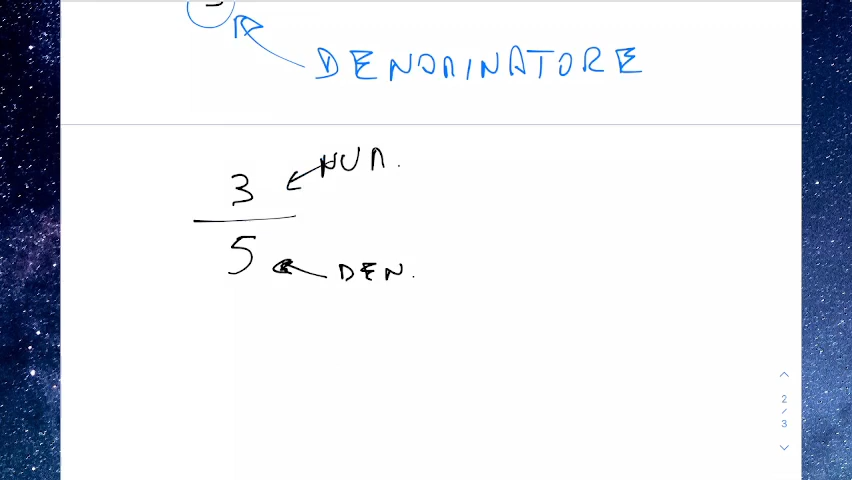 DENOMINATORE
3 NUM.
5 DEN.
2
/
3